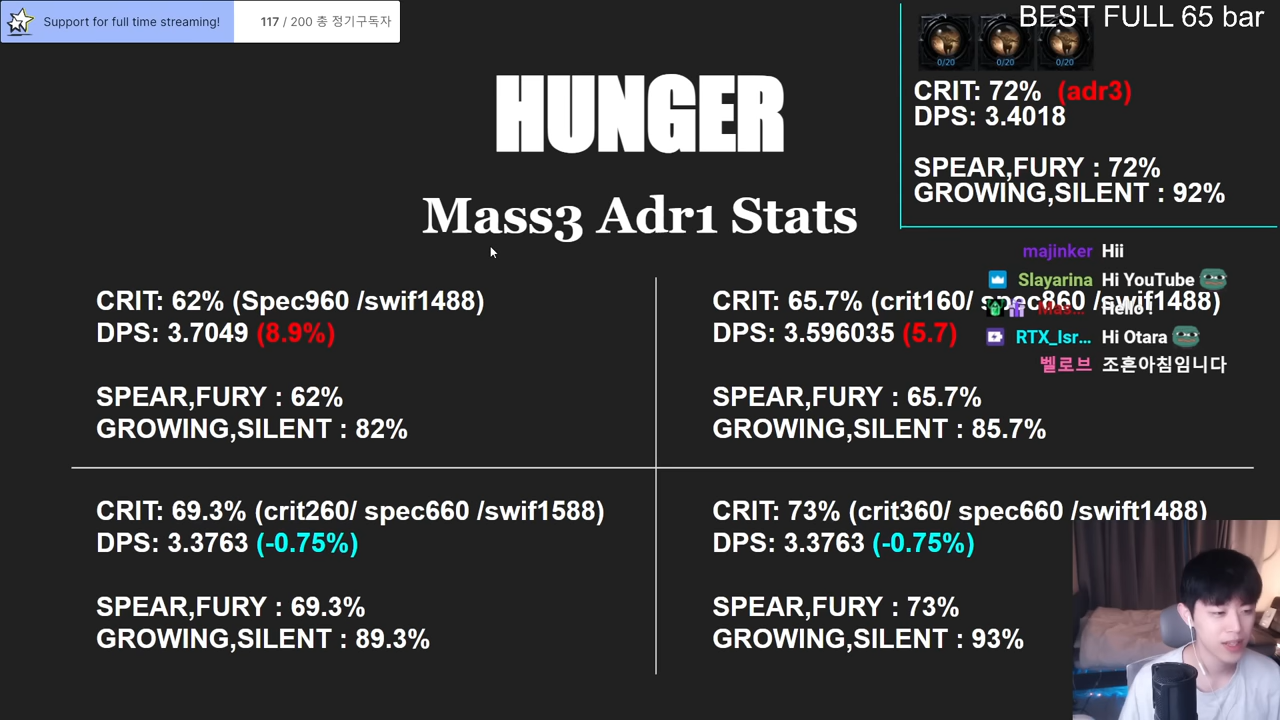 Support for full time streaming!
117 / 200 총 정기구독자
BEST FULL 65 bar
0/20 0/20 0/20
CRIT: 72% (adr3)
DPS: 3.4018
SPEAR,FURY : 72%
GROWING,SILENT : 92%
HUNGER
Mass3 Adr1 Stats
majinker Hii
Slayarina Hi YouTube
Mas... Hello !
RTX_Isr... Hi Otara
벨로브 조흔아침입니다
CRIT: 62% (Spec960 /swif1488)
DPS: 3.7049 (8.9%)
SPEAR,FURY : 62%
GROWING,SILENT : 82%
CRIT: 65.7% (crit160/ spec860 /swif1488)
DPS: 3.596035 (5.7)
SPEAR,FURY : 65.7%
GROWING,SILENT : 85.7%
CRIT: 69.3% (crit260/ spec660 /swif1588)
DPS: 3.3763 (-0.75%)
SPEAR,FURY : 69.3%
GROWING,SILENT : 89.3%
CRIT: 73% (crit360/ spec660 /swift1488)
DPS: 3.3763 (-0.75%)
SPEAR,FURY : 73%
GROWING,SILENT : 93%